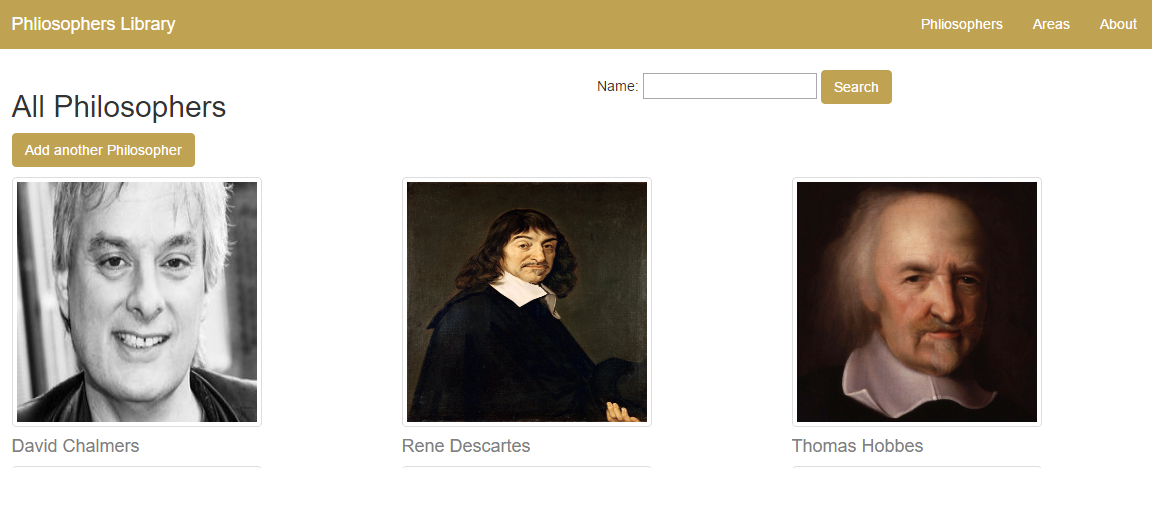 Phliosophers Library
Phliosophers
Areas
About
Name:
Search
All Philosophers
Add another Philosopher
David Chalmers
Rene Descartes
Thomas Hobbes